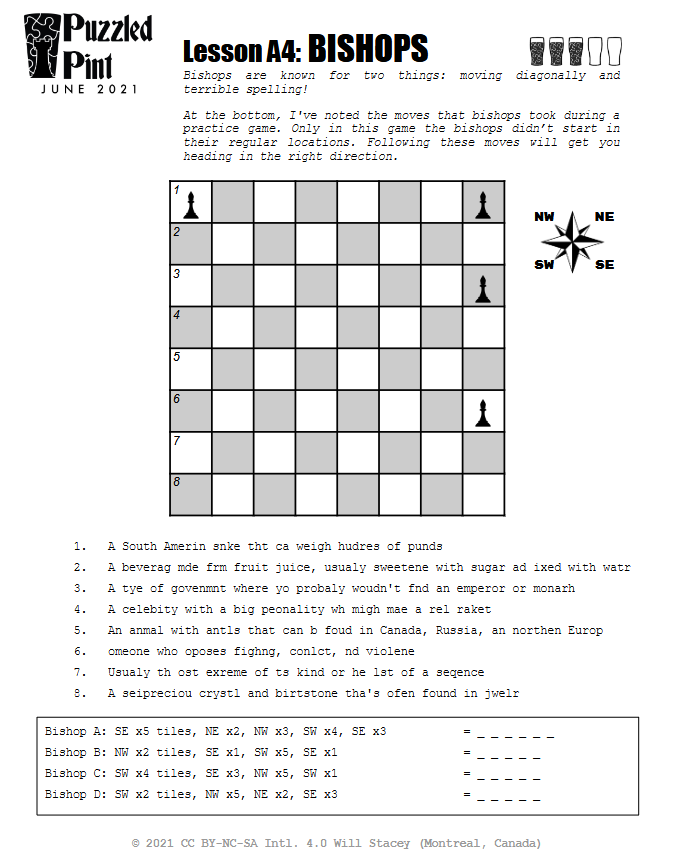 Puzzled
Pint
JUNE 2021
Lesson A4: BISHOPS
Bishops are known for two things: moving diagonally and
terrible spelling!
At the bottom, I've noted the moves that bishops took during a
practice game. Only in this game the bishops didn't start in
their regular locations. Following these moves will get you
heading in the right direction.
1
2
3
4
5
6
7
8
NW NE
SW SE
1. A South Amerin snke tht ca weigh hudres of punds
2. A beverag mde frm fruit juice, usualy sweetene with sugar ad ixed with watr
3. A tye of govenmnt where yo probaly woudn't fnd an emperor or monarh
4. A celebity with a big peonality wh migh mae a rel raket
5. An anmal with antls that can b foud in Canada, Russia, an northen Europ
6. omeone who oposes fighng, conlct, nd violene
7. Usualy th ost exreme of ts kind or he lst of a seqence
8. A seipreciou crystl and birtstone tha's ofen found in jwelr
Bishop A: SE x5 tiles, NE x2, NW x3, SW x4, SE x3 = _ _ _ _ _ _
Bishop B: NW x2 tiles, SE x1, SW x5, SE x1 = _ _ _ _ _
Bishop C: SW x4 tiles, SE x3, NW x5, SW x1 = _ _ _ _ _
Bishop D: SW x2 tiles, NW x5, NE x2, SE x3 = _ _ _ _ _
© 2021 CC BY-NC-SA Intl. 4.0 Will Stacey (Montreal, Canada)